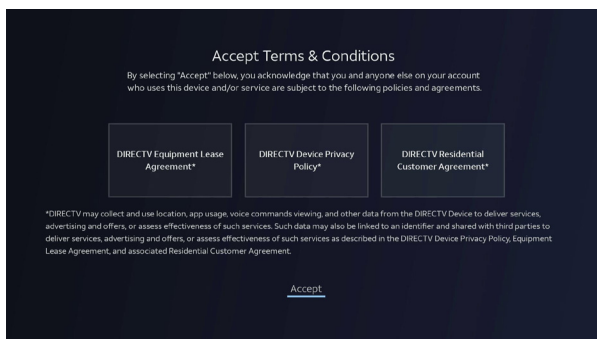 Accept Terms & Conditions
By selecting "Accept" below, you acknowledge that you and anyone else on your account
who uses this device and/or service are subject to the following policies and agreements.
DIRECTV Equipment Lease
Agreement*
DIRECTV Device Privacy
Policy*
DIRECTV Residential
Customer Agreement*
*DIRECTV may collect and use location, app usage, voice commands viewing, and other data from the DIRECTV Device to deliver services,
advertising and offers, or assess effectiveness of such services. Such data may also be linked to an identifier and shared with third parties to
deliver services, advertising and offers, or assess effectiveness of such services as described in the DIRECTV Device Privacy Policy, Equipment
Lease Agreement, and associated Residential Customer Agreement.
Accept